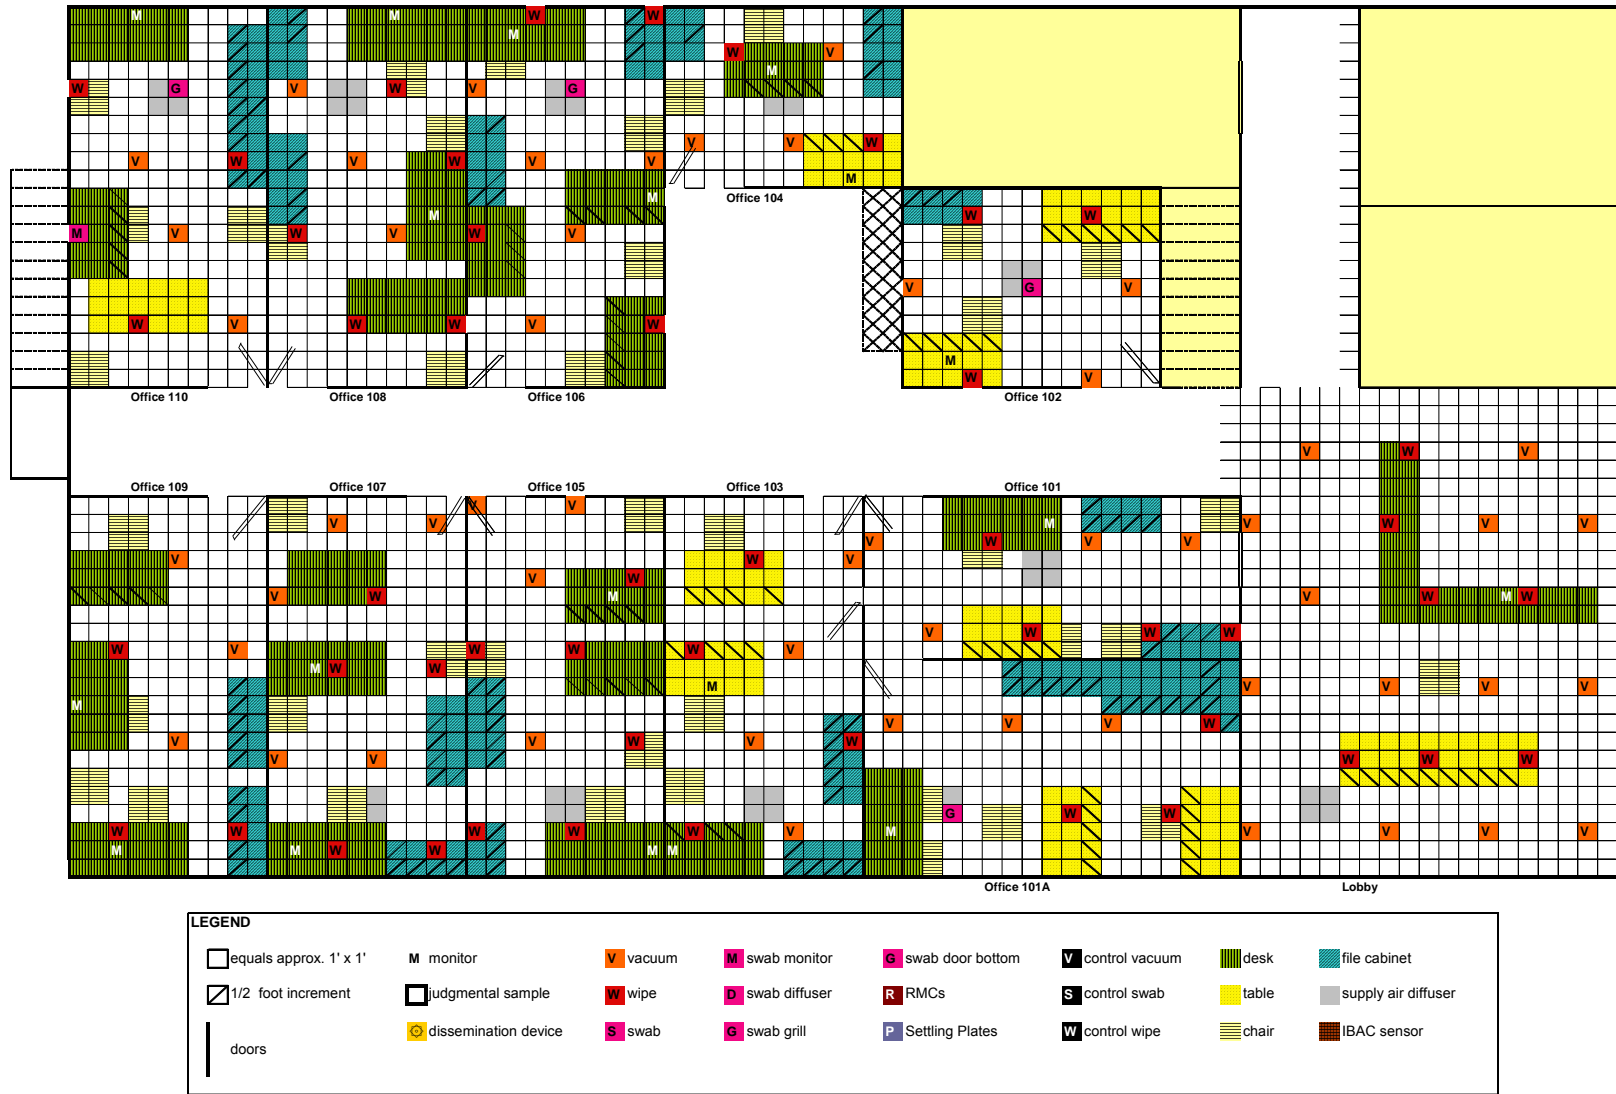 M M W W
M
W V
M
W G V W V G
V V W
V W V W V V
M M
Office 104
M W W
M V W V W V
V G V
W V W W V W
M
W V
Office 110 Office 108 Office 106 Office 102
V W V
Office 109 Office 107 Office 105 Office 103 Office 101
V V
V V M V W V V
V W V V
V W W V
V W V W M W
M
V W W W
W V W W W V
M W W M V V V V
M
V V V V W
V V W V W
V V W W W
G W W
W W W W W V M V V V V
M M W W M M
Office 101A Lobby
LEGEND
equals approx. 1' x 1' M monitor V vacuum M swab monitor G swab door bottom V control vacuum desk file cabinet
1/2 foot increment judgmental sample W wipe D swab diffuser R RMCs S control swab table supply air diffuser
doors dissemination device S swab G swab grill P Settling Plates W control wipe chair IBAC sensor